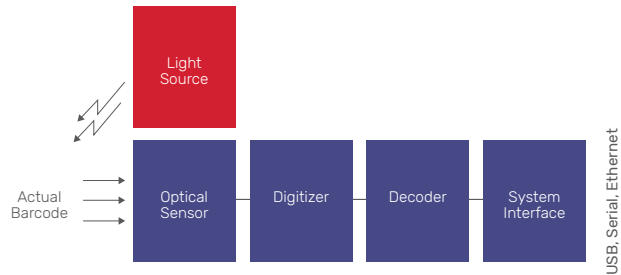 Light
Source
Actual
Barcode
Optical
Sensor
Digitizer
Decoder
System
Interface
USB, Serial, Ethernet